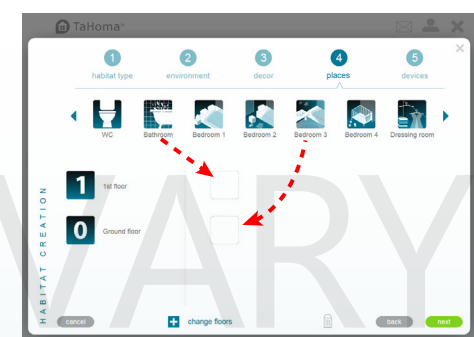 TaHoma
1 2 3 4 5
habitat type environment decor places devices
WC Bathroom Bedroom 1 Bedroom 2 Bedroom 3 Bedroom 4 Dressing room
1 1st floor
0 Ground floor
HABITAT CREATION
VARY
cancel change floors back next